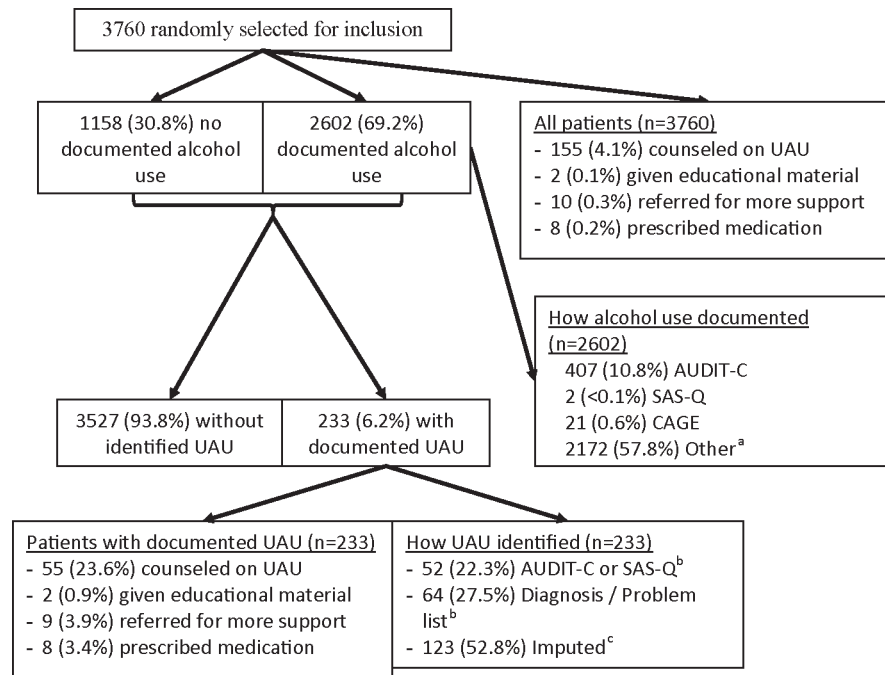 3760 randomly selected for inclusion
1158 (30.8%) no
documented alcohol
use
2602 (69.2%)
documented alcohol
use
All patients (n=3760)
- 155 (4.1%) counseled on UAU
- 2 (0.1%) given educational material
- 10 (0.3%) referred for more support
- 8 (0.2%) prescribed medication
How alcohol use documented
(n=2602)
407 (10.8%) AUDIT-C
2 (<0.1%) SAS-Q
21 (0.6%) CAGE
2172 (57.8%) Other^a
3527 (93.8%) without
identified UAU
233 (6.2%) with
documented UAU
Patients with documented UAU (n=233)
- 55 (23.6%) counseled on UAU
- 2 (0.9%) given educational material
- 9 (3.9%) referred for more support
- 8 (3.4%) prescribed medication
How UAU identified (n=233)
- 52 (22.3%) AUDIT-C or SAS-Q^b
- 64 (27.5%) Diagnosis / Problem
list^b
- 123 (52.8%) Imputed^c